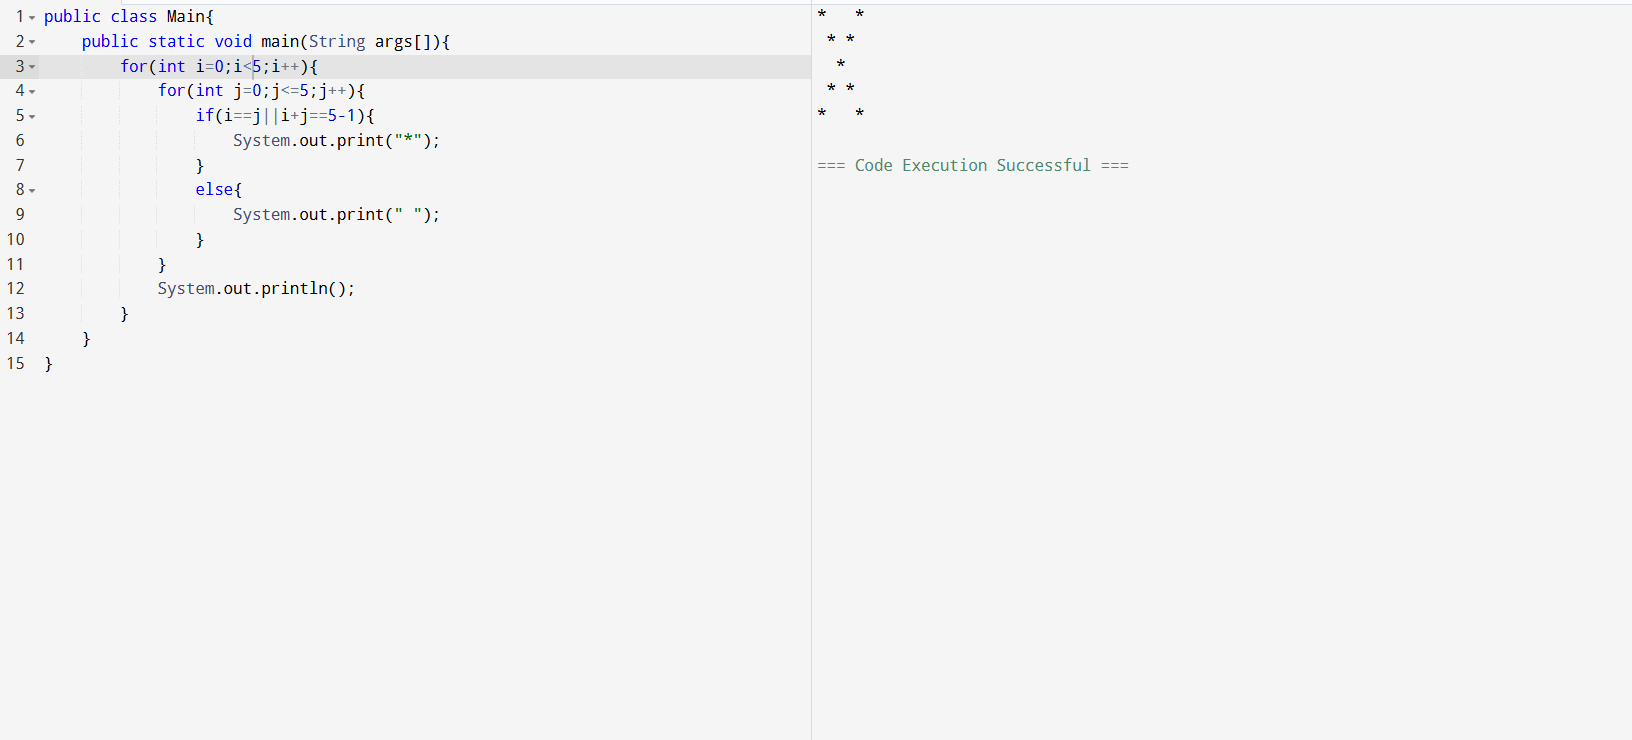 1 public class Main{
2     public static void main(String args[]){
3         for(int i=0;i<5;i++){
4             for(int j=0;j<=5;j++){
5                 if(i==j||i+j==5-1){
6                     System.out.print("*");
7                 }
8                 else{
9                     System.out.print(" ");
10                 }
11             }
12             System.out.println();
13         }
14     }
15 }
*   *
 * *
  *
 * *
*   *
=== Code Execution Successful ===